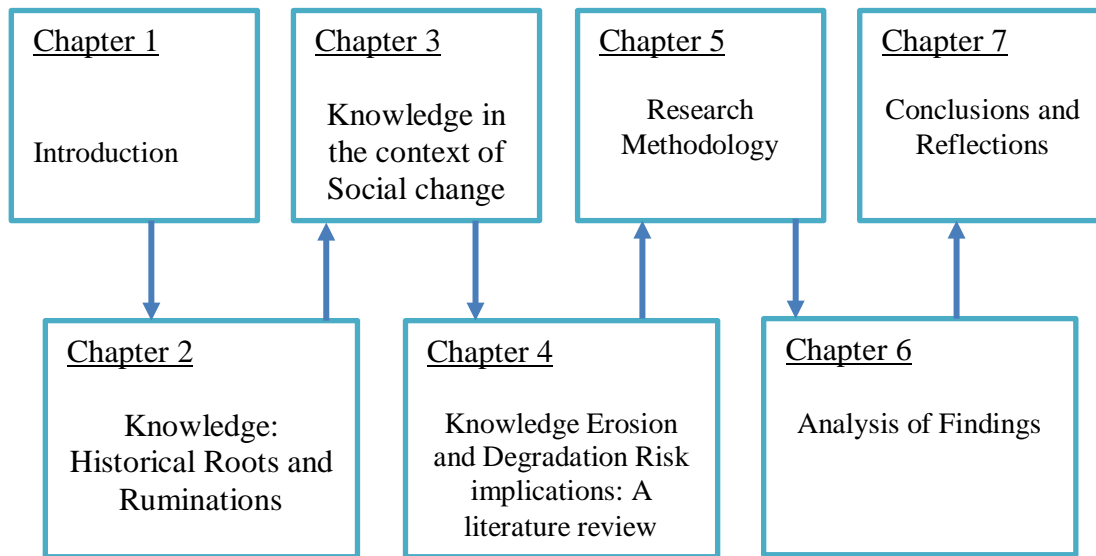 Chapter 1
Introduction
Chapter 2
Knowledge:
Historical Roots and
Ruminations
Chapter 3
Knowledge in
the context of
Social change
Chapter 4
Knowledge Erosion
and Degradation Risk
implications: A
literature review
Chapter 5
Research
Methodology
Chapter 6
Analysis of Findings
Chapter 7
Conclusions and
Reflections